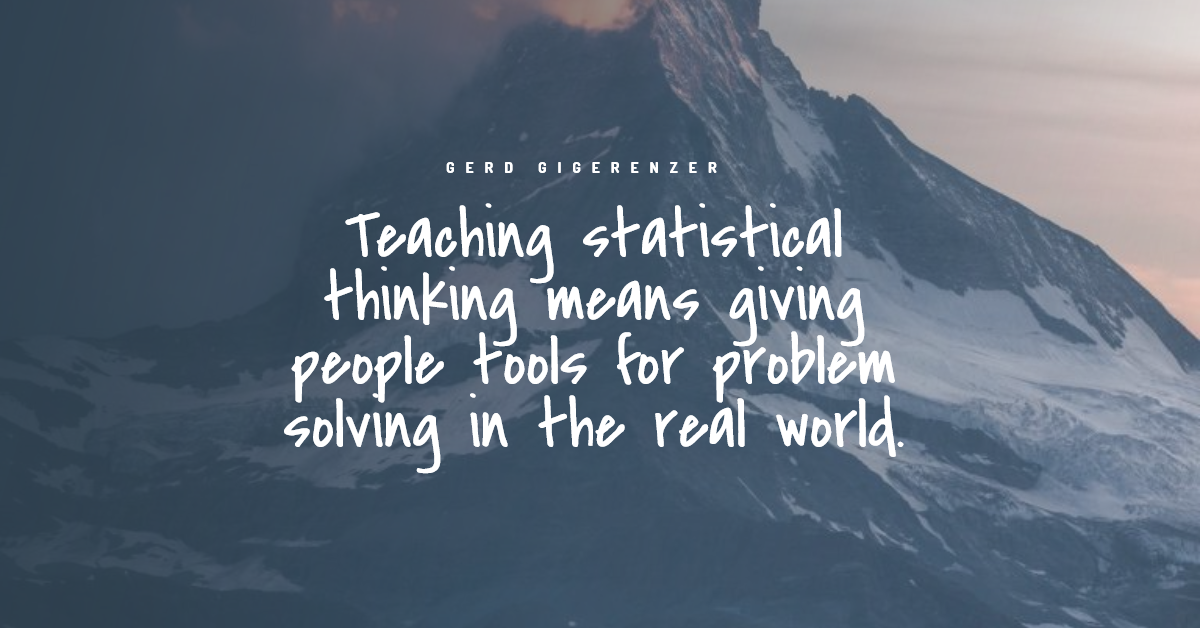 GERD GIGERENZER
Teaching statistical
thinking means giving
people tools for problem
solving in the real world.